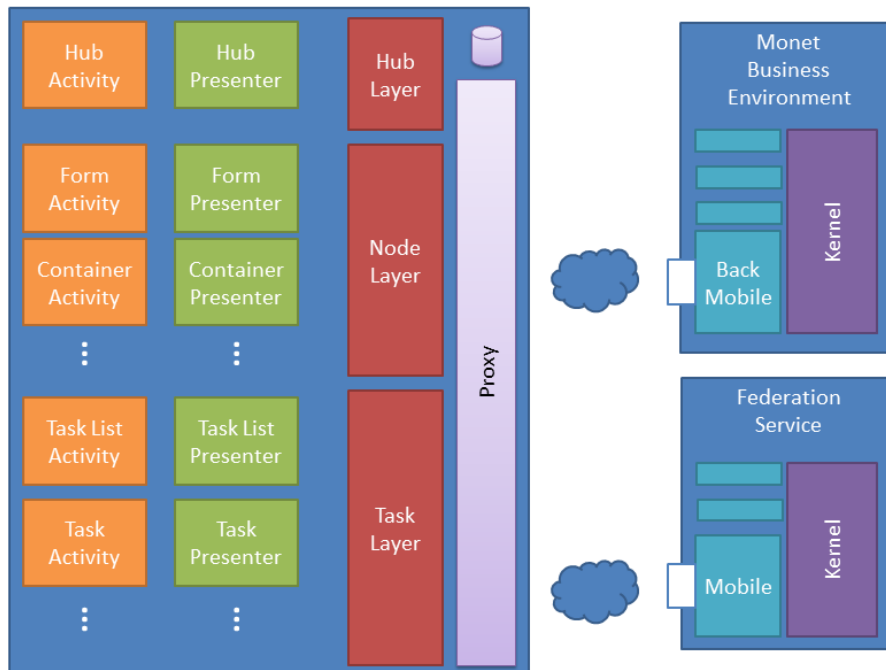 Hub
Activity
Hub
Presenter
Hub
Layer
Form
Activity
Form
Presenter
Container
Activity
Container
Presenter
Node
Layer
Task List
Activity
Task List
Presenter
Task
Activity
Task
Presenter
Task
Layer
Proxy
Monet
Business
Environment
Back
Mobile
Kernel
Federation
Service
Mobile
Kernel